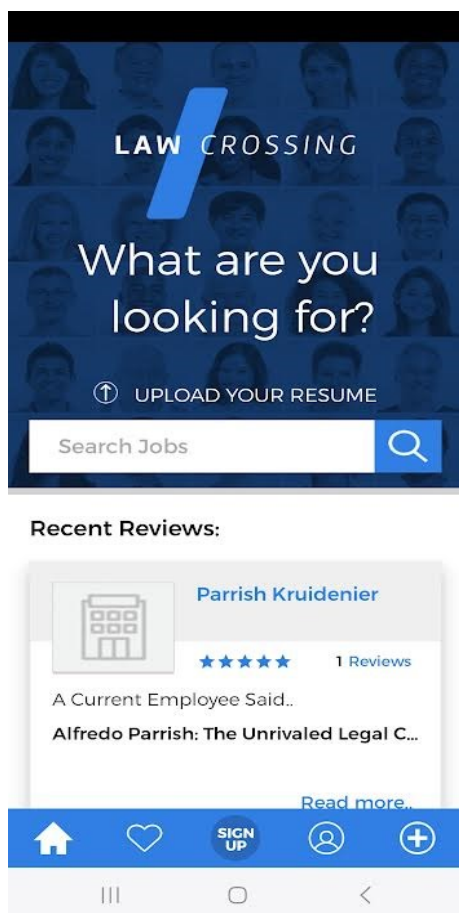 LAW CROSSING
What are you
looking for?
UPLOAD YOUR RESUME
Search Jobs
Recent Reviews:
Parrish Kruidenier
1 Reviews
A Current Employee Said..
Alfredo Parrish: The Unrivaled Legal C...
Read more..
SIGN
UP